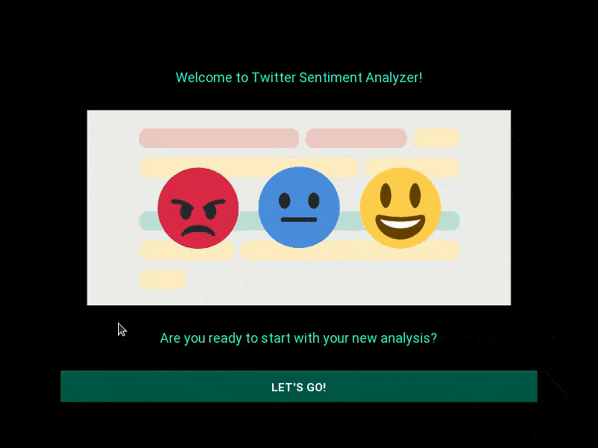 Welcome to Twitter Sentiment Analyzer!
Are you ready to start with your new analysis?
LET'S GO!